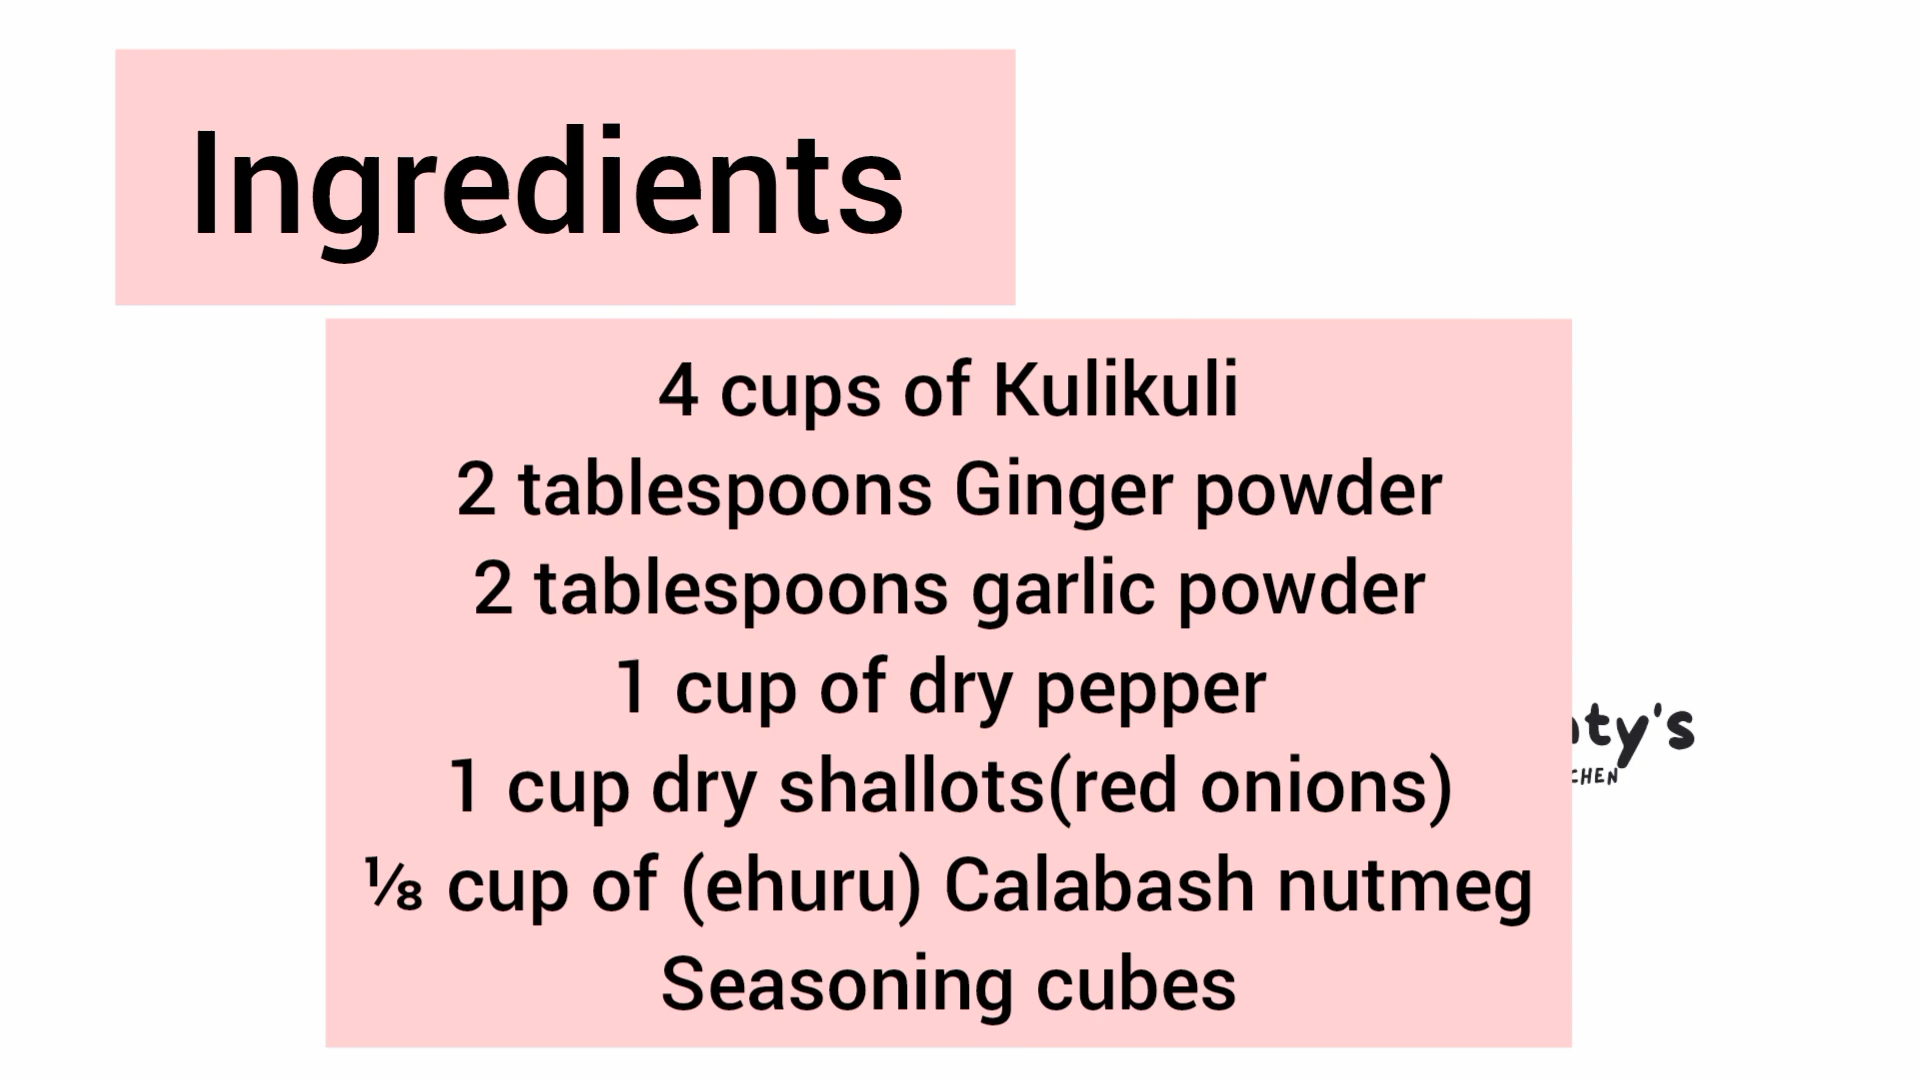 Ingredients
4 cups of Kulikuli
2 tablespoons Ginger powder
2 tablespoons garlic powder
1 cup of dry pepper
1 cup dry shallots(red onions)
⅛ cup of (ehuru) Calabash nutmeg
Seasoning cubes